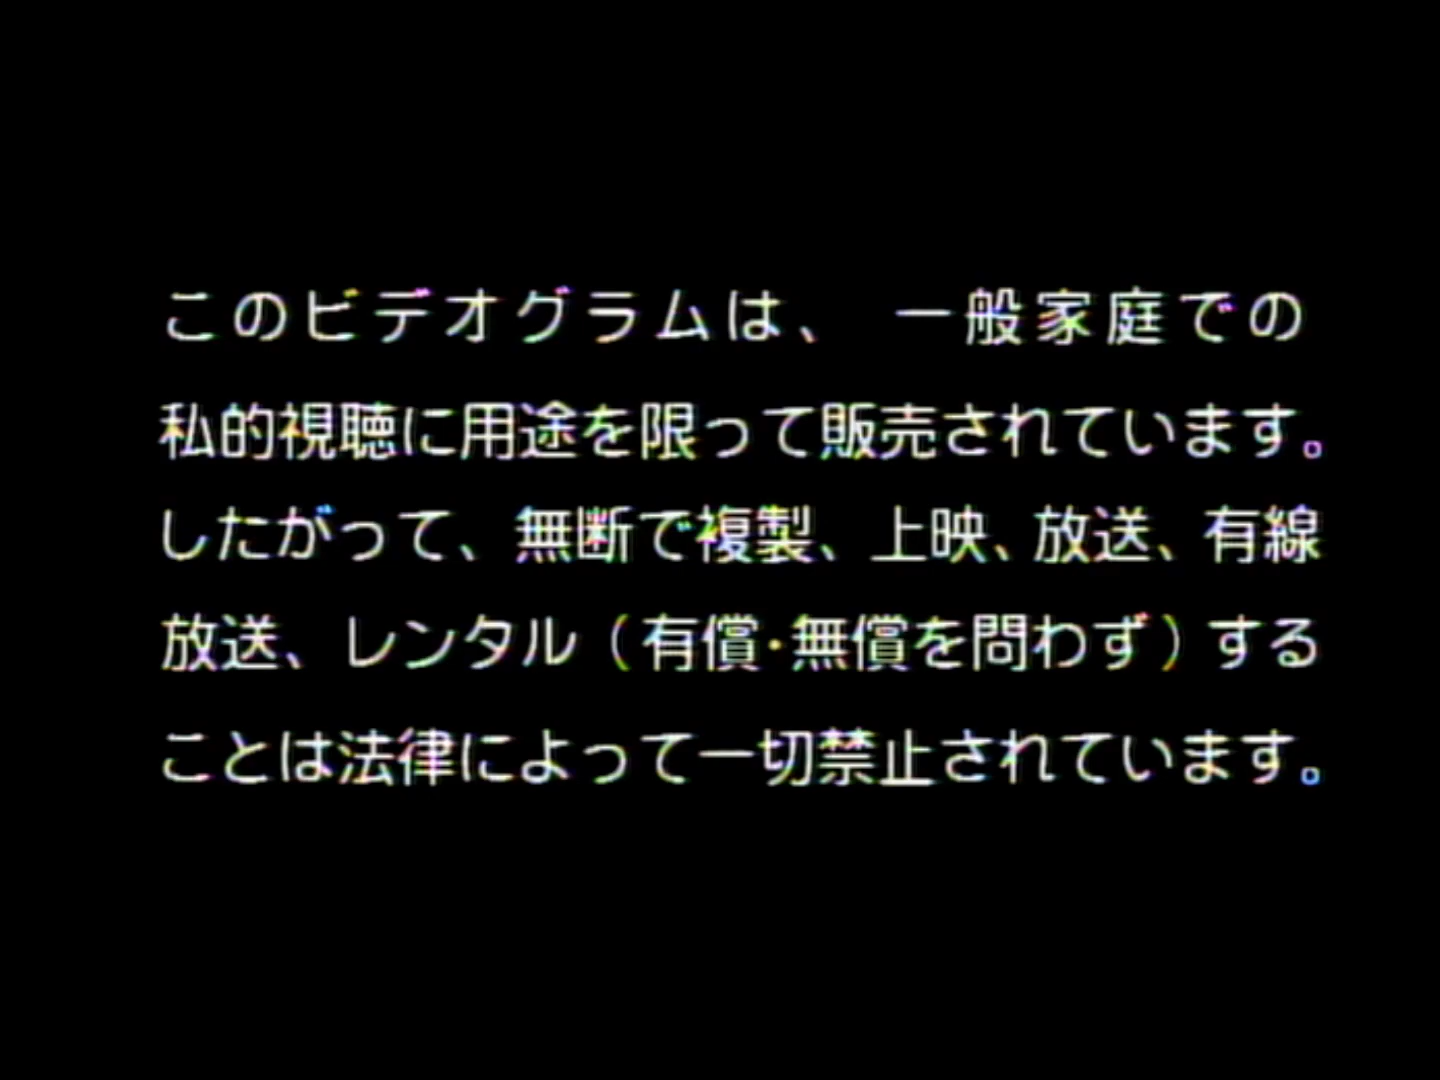 このビデオグラムは、 一般家庭での
私的視聴に用途を限って販売されています。
したがって、無断で複製、上映、放送、有線
放送、レンタル（有償・無償を問わず）する
ことは法律によって一切禁止されています。